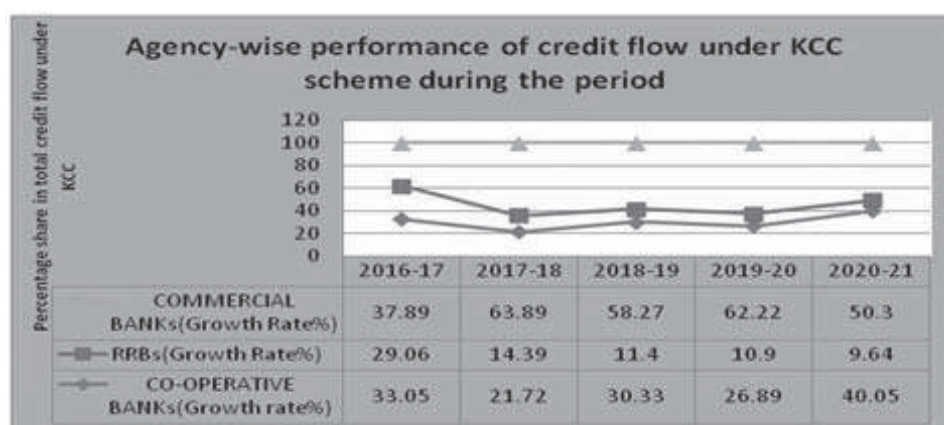 Agency-wise performance of credit flow under KCC
scheme during the period
Percentage share in total credit flow under
KCC
120
100
80
60
40
20
0
2016-17 2017-18 2018-19 2019-20 2020-21
COMMERCIAL
BANKs(Growth Rate%) 37.89 63.89 58.27 62.22 50.3
RRBs(Growth Rate%) 29.06 14.39 11.4 10.9 9.64
CO-OPERATIVE
BANKs(Growth rate%) 33.05 21.72 30.33 26.89 40.05